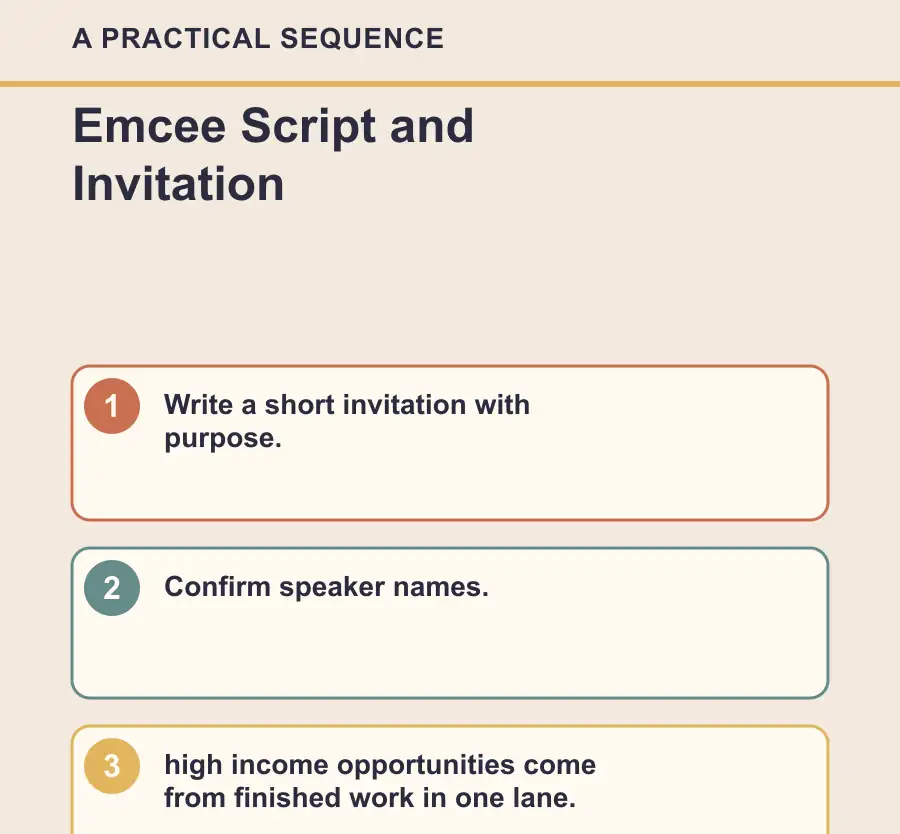 A PRACTICAL SEQUENCE
Emcee Script and
Invitation
1
Write a short invitation with
purpose.
2
Confirm speaker names.
3
high income opportunities come
from finished work in one lane.